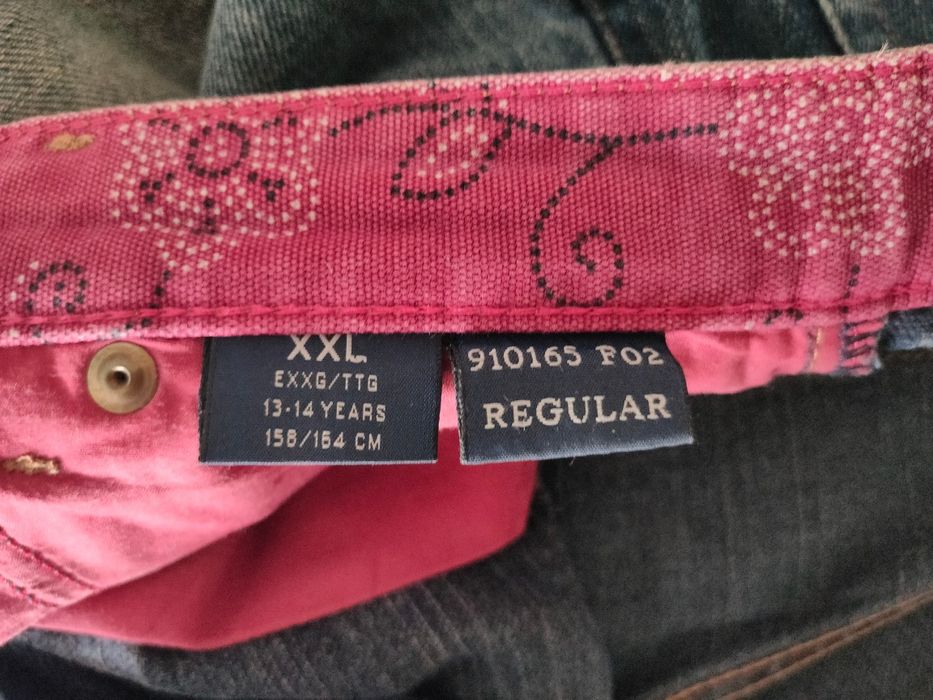 XXL
EXXG/TTG
13-14 YEARS
158/164 CM
910165 F02
REGULAR